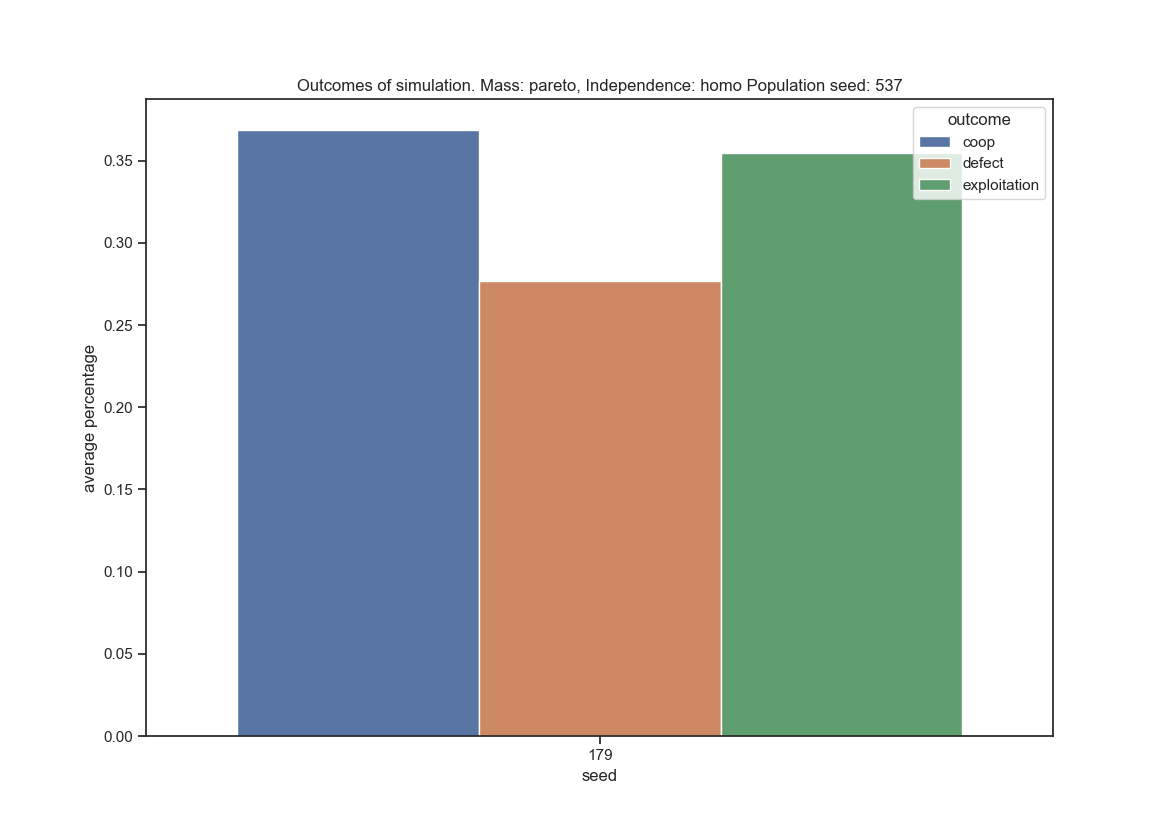 Outcomes of simulation. Mass: pareto, Independence: homo Population seed: 537
outcome
coop
defect
exploitation
average percentage
0.35
0.30
0.25
0.20
0.15
0.10
0.05
0.00
179
seed